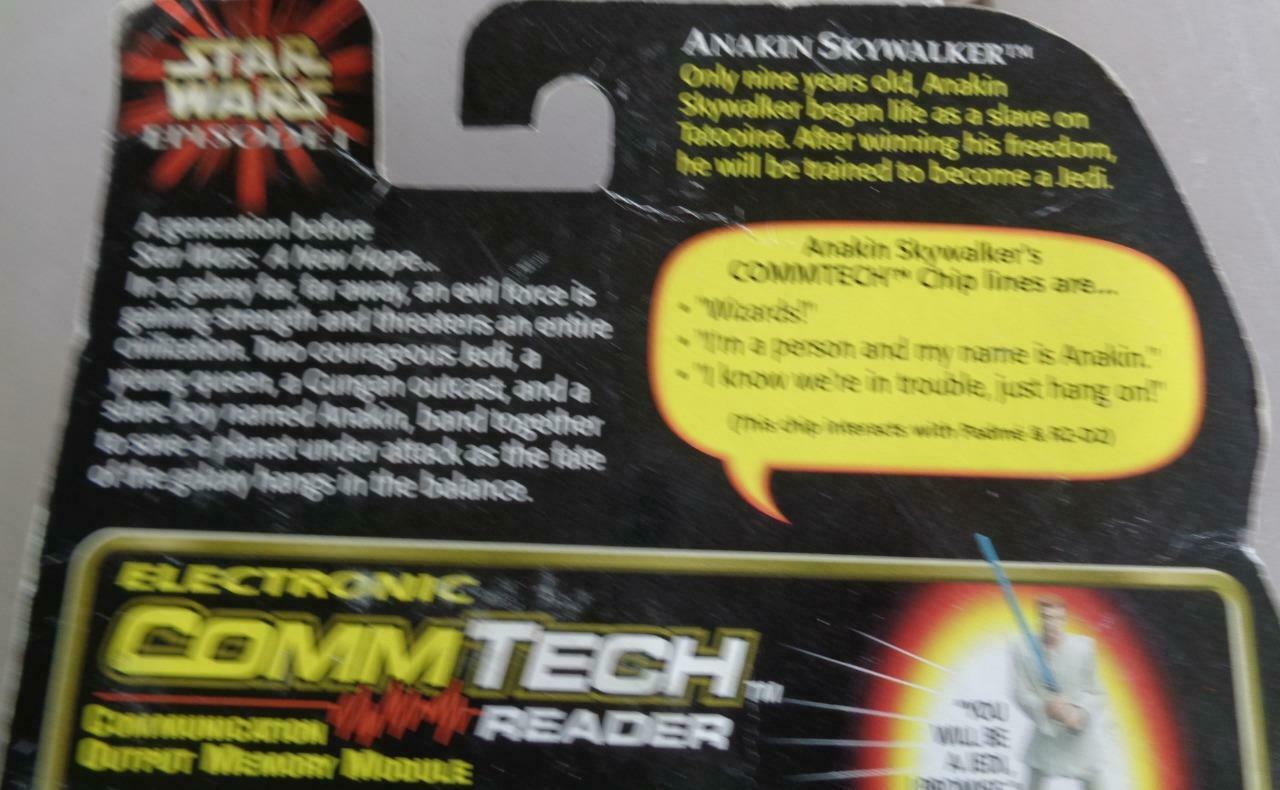 STAR
WARS
EPISODE I
ANAKIN SKYWALKER™
Only nine years old, Anakin
Skywalker began life as a slave on
Tatooine. After winning his freedom,
he will be trained to become a Jedi.
A generation before
Star Wars: A New Hope...
In a galaxy far, far away, an evil force is
gaining strength and threatens an entire
civilization. Two courageous Jedi, a
young queen, a Gungan outcast, and a
slave boy named Anakin, band together
to save a planet under attack as the fate
of the galaxy hangs in the balance.
Anakin Skywalker's
COMMTECH™ Chip lines are...
• "Wizards!"
• "I'm a person and my name is Anakin."
• "I know we're in trouble, just hang on!"
(This chip interacts with Padmé & R2-D2)
ELECTRONIC
COMMTECH™
READER
COMMUNICATION
OUTPUT MEMORY MODULE
"YOU
WILL BE
A JEDI,
I PROMISE"